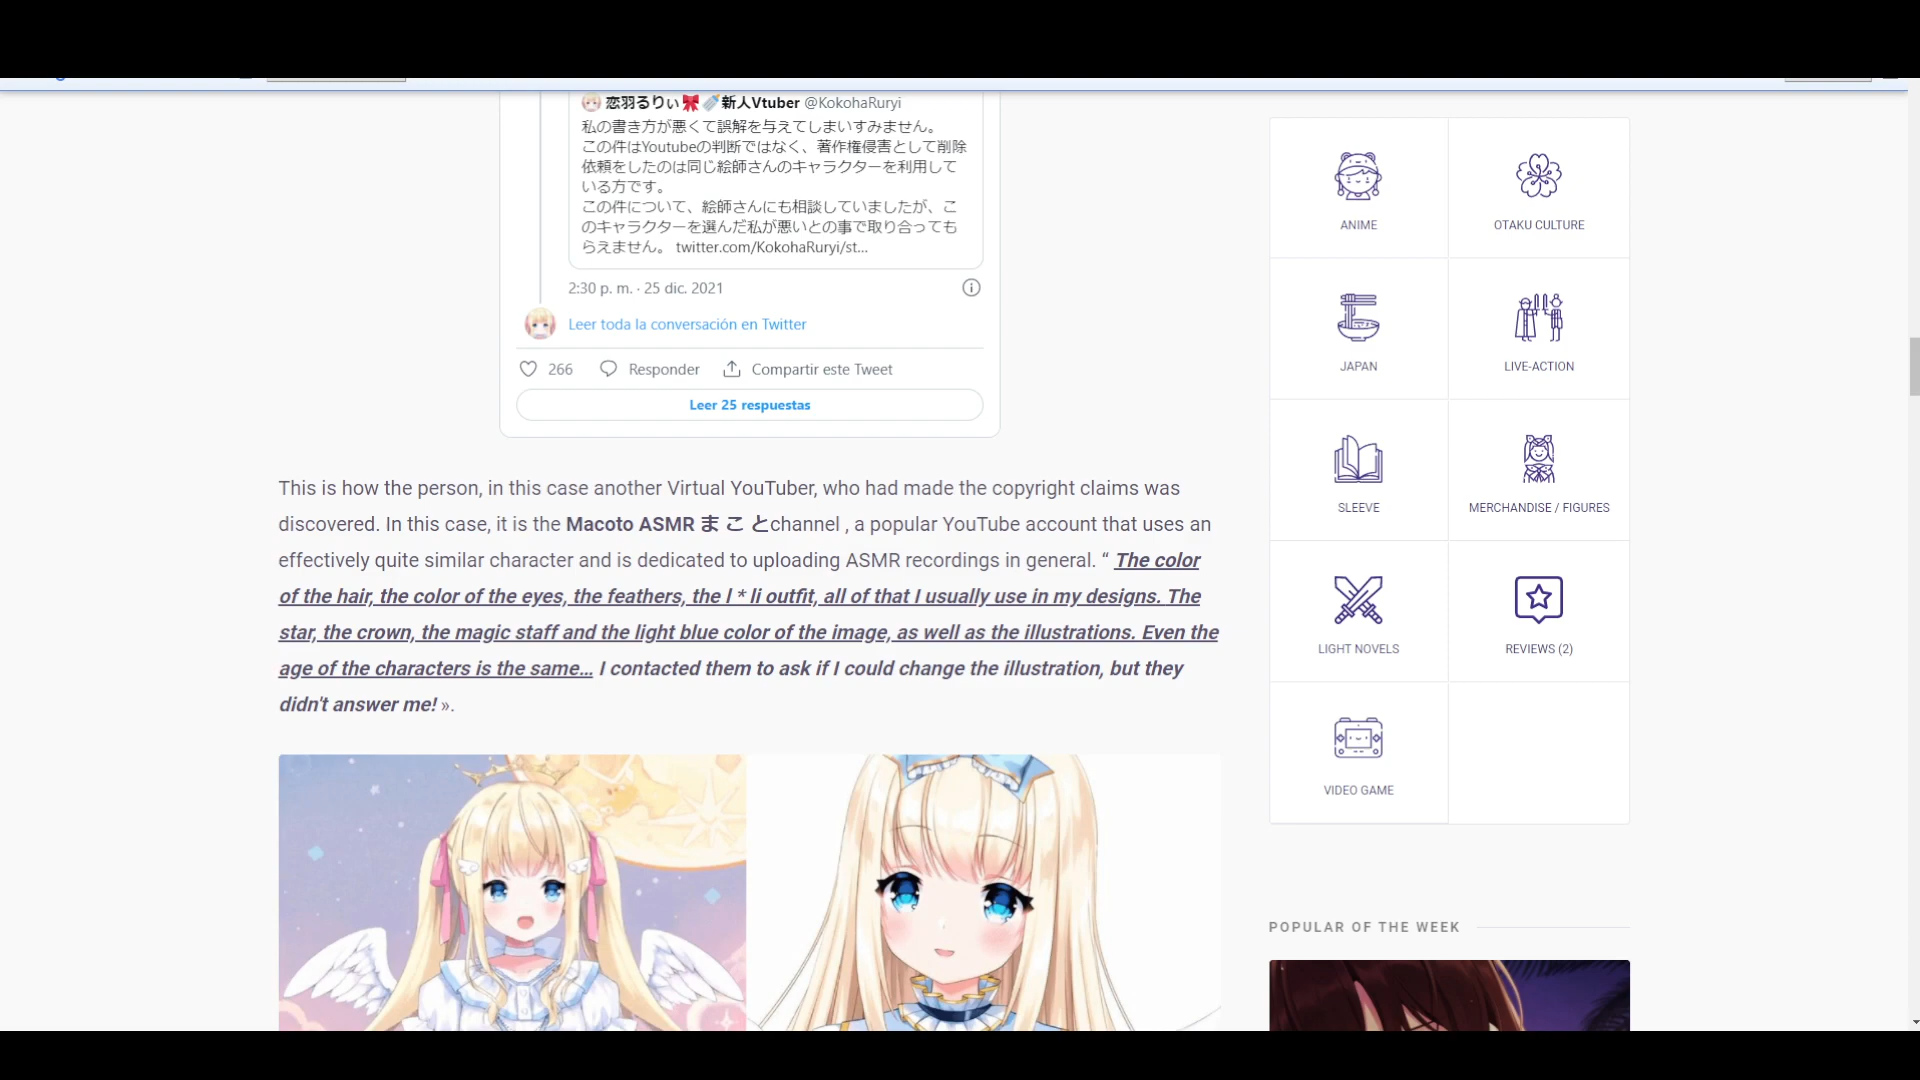 恋羽るりぃ🎀🍼新人Vtuber @KokohaRuryi
私の書き方が悪くて誤解を与えてしまいすみません。
この件はYoutubeの判断ではなく、著作権侵害として削除
依頼をしたのは同じ絵師さんのキャラクターを利用して
いる方です。
この件について、絵師さんにも相談していましたが、こ
のキャラクターを選んだ私が悪いとの事で取り合っても
らえません。 twitter.com/KokohaRuryi/st...
2:30 p. m. · 25 dic. 2021
Leer toda la conversación en Twitter
266 Responder Compartir este Tweet
Leer 25 respuestas
This is how the person, in this case another Virtual YouTuber, who had made the copyright claims was
discovered. In this case, it is the Macoto ASMR ま こ とchannel , a popular YouTube account that uses an
effectively quite similar character and is dedicated to uploading ASMR recordings in general. “ The color
of the hair, the color of the eyes, the feathers, the l * li outfit, all of that I usually use in my designs. The
star, the crown, the magic staff and the light blue color of the image, as well as the illustrations. Even the
age of the characters is the same... I contacted them to ask if I could change the illustration, but they
didn't answer me! ».
ANIME
OTAKU CULTURE
JAPAN
LIVE-ACTION
SLEEVE
MERCHANDISE / FIGURES
LIGHT NOVELS
REVIEWS (2)
VIDEO GAME
POPULAR OF THE WEEK